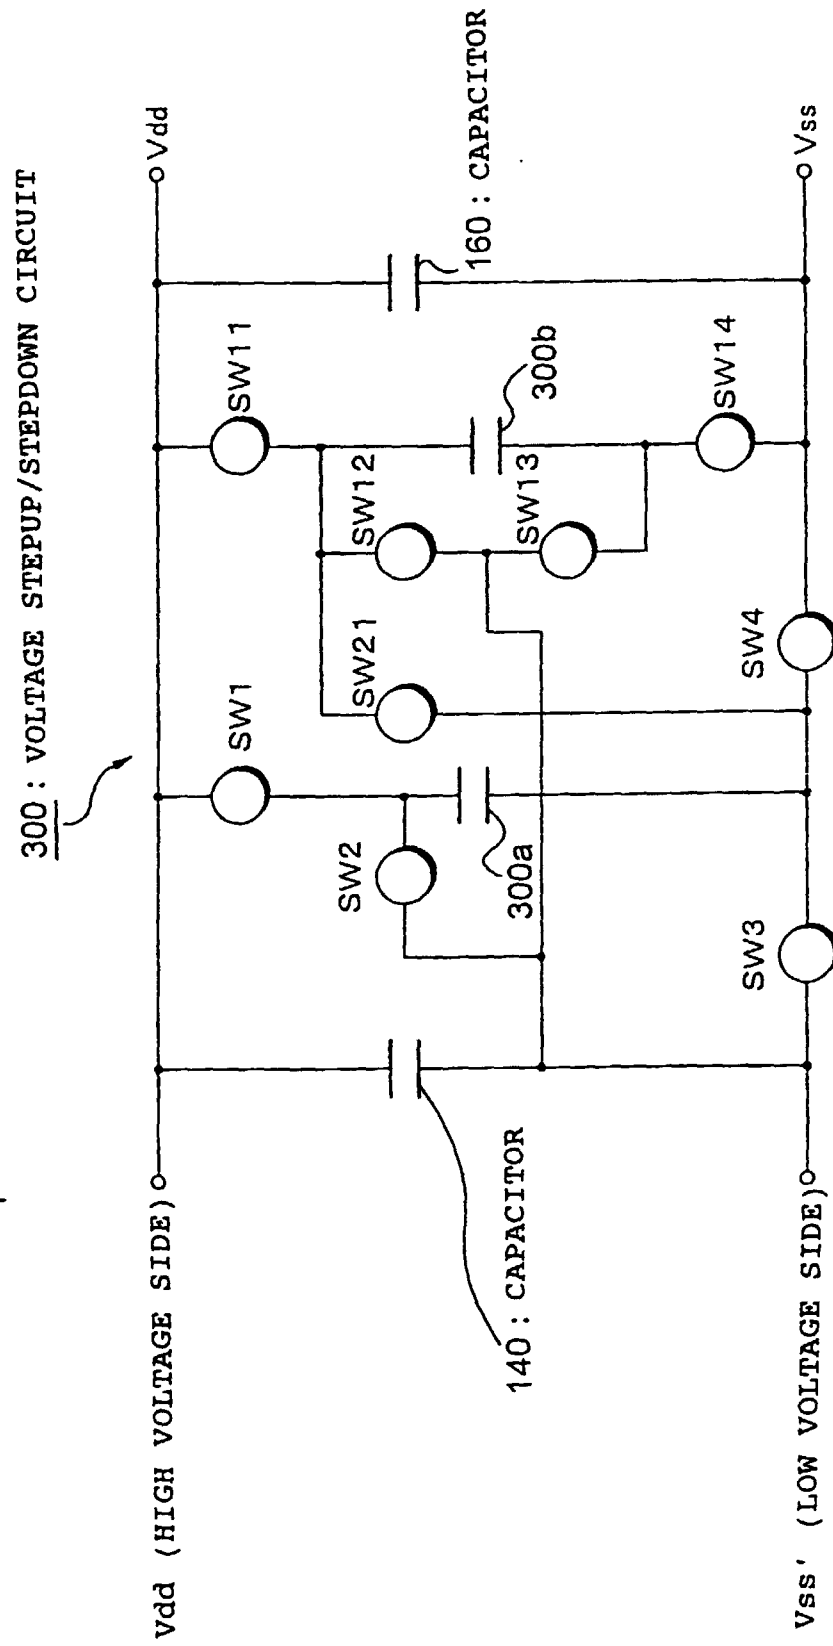 300 : VOLTAGE STEPUP/STEPDOWN CIRCUIT
Vdd (HIGH VOLTAGE SIDE)
Vdd
SW1
SW11
SW2
SW21
SW12
SW13
300a
300b
140 : CAPACITOR
160 : CAPACITOR
SW3
SW4
SW14
Vss' (LOW VOLTAGE SIDE)
Vss